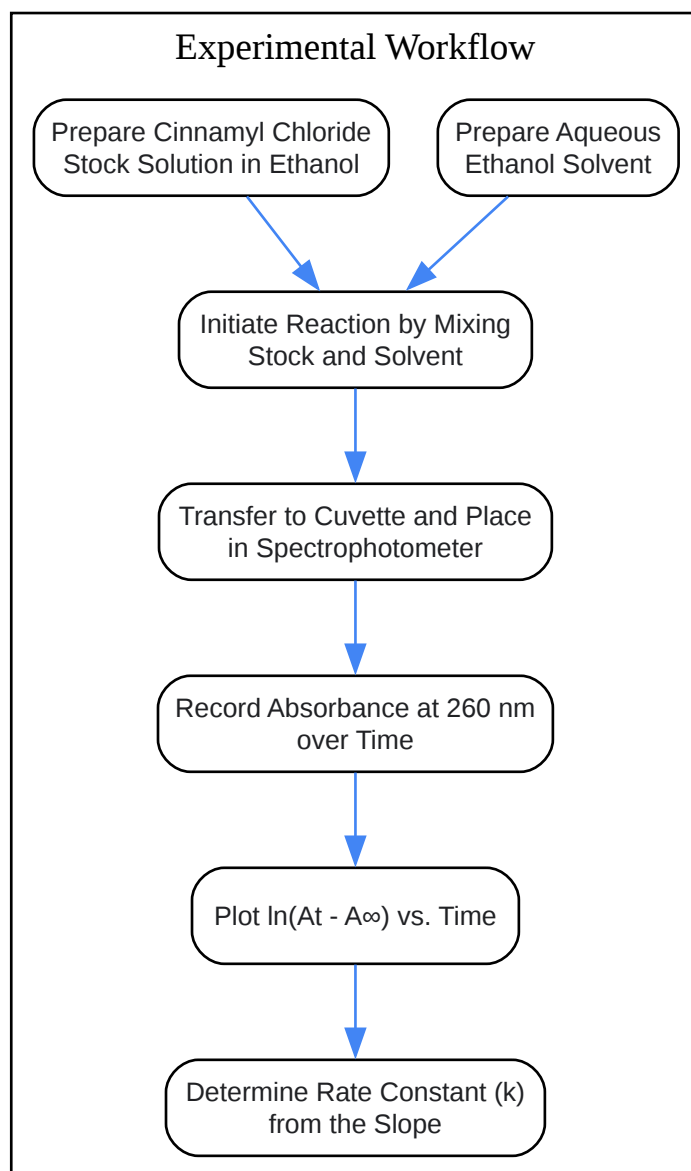 Experimental Workflow
Prepare Cinnamyl Chloride
Stock Solution in Ethanol
Prepare Aqueous
Ethanol Solvent
Initiate Reaction by Mixing
Stock and Solvent
Transfer to Cuvette and Place
in Spectrophotometer
Record Absorbance at 260 nm
over Time
Plot ln(At - A∞) vs. Time
Determine Rate Constant (k)
from the Slope